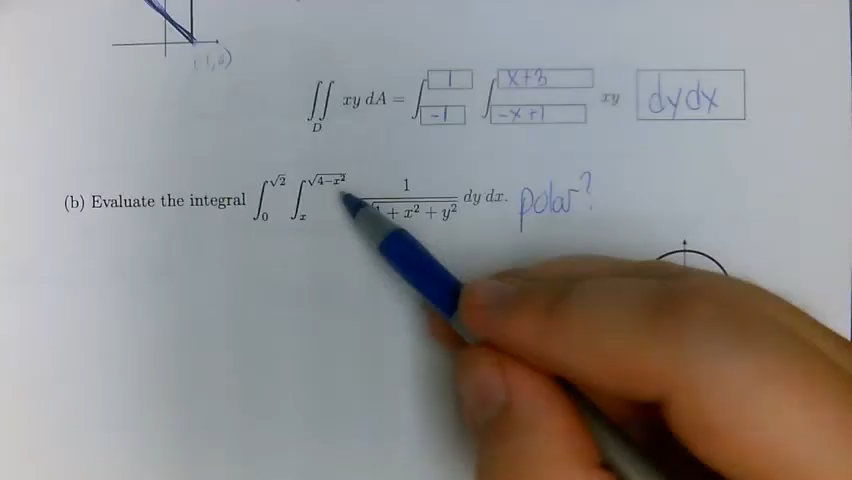 (1,0)
∬_D xy dA = ∫_{-1}^{1} ∫_{-x+1}^{x+3} xy dydx
(b) Evaluate the integral ∫_0^{√2} ∫_x^{√(4−x²)} 1/√(1 + x² + y²) dy dx. polar?